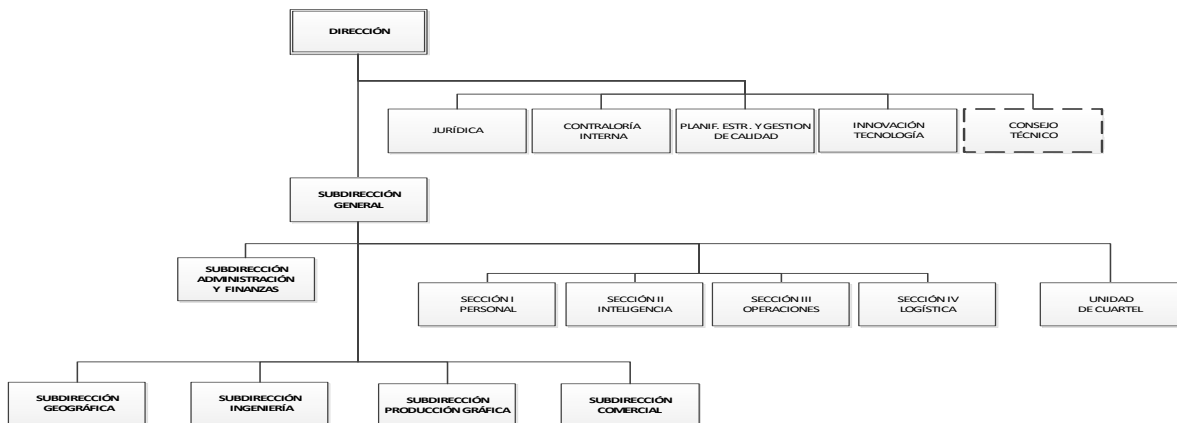 DIRECCIÓN
JURÍDICA
CONTRALORÍA
INTERNA
PLANIF. ESTR. Y GESTION
DE CALIDAD
INNOVACIÓN
TECNOLOGÍA
CONSEJO
TÉCNICO
SUBDIRECCIÓN
GENERAL
SUBDIRECCIÓN
ADMINISTRACIÓN
Y FINANZAS
SECCIÓN I
PERSONAL
SECCIÓN II
INTELIGENCIA
SECCIÓN III
OPERACIONES
SECCIÓN IV
LOGÍSTICA
UNIDAD
DE CUARTEL
SUBDIRECCIÓN
GEOGRÁFICA
SUBDIRECCIÓN
INGENIERÍA
SUBDIRECCIÓN
PRODUCCIÓN GRÁFICA
SUBDIRECCIÓN
COMERCIAL